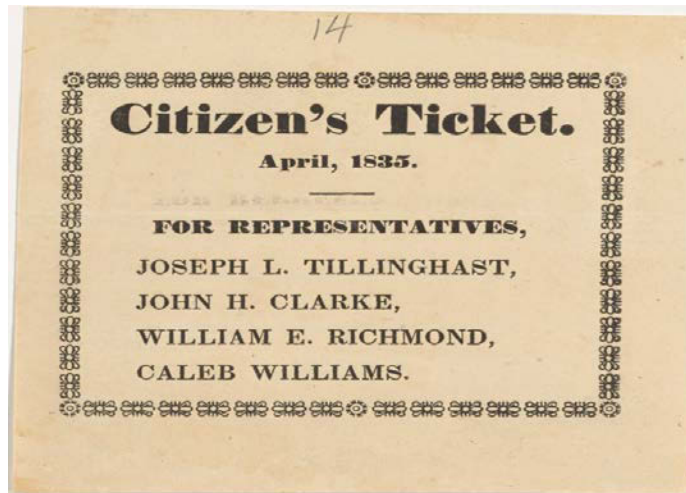 14
Citizen's Ticket.
April, 1835.
FOR REPRESENTATIVES,
JOSEPH L. TILLINGHAST,
JOHN H. CLARKE,
WILLIAM E. RICHMOND,
CALEB WILLIAMS.